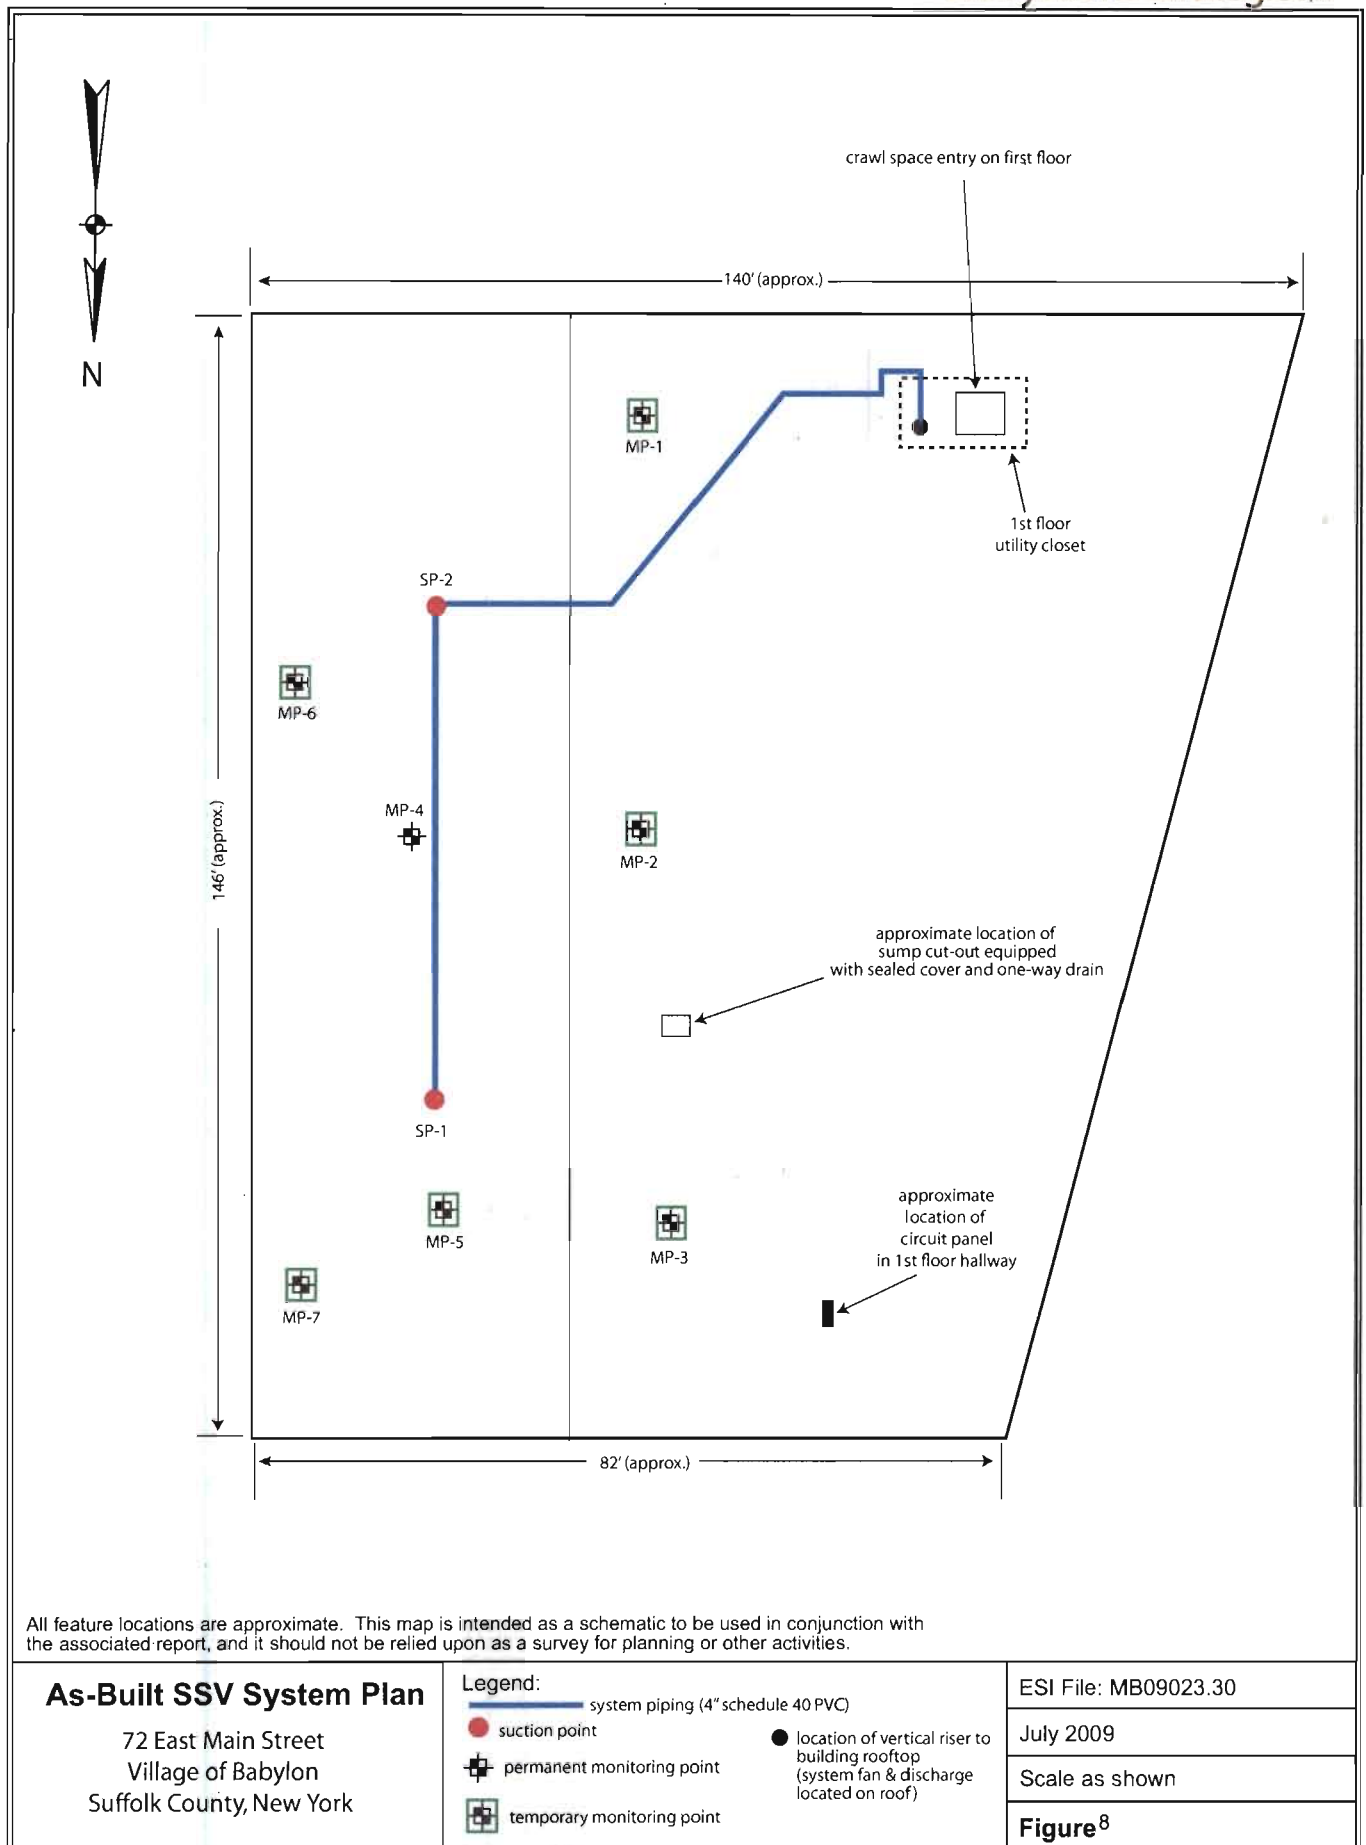 N
crawl space entry on first floor
140' (approx.)
MP-1
1st floor
utility closet
SP-2
MP-6
MP-4
146' (approx.)
MP-2
approximate location of
sump cut-out equipped
with sealed cover and one-way drain
SP-1
MP-5
MP-3
MP-7
approximate
location of
circuit panel
in 1st floor hallway
82' (approx.)
All feature locations are approximate. This map is intended as a schematic to be used in conjunction with
the associated report, and it should not be relied upon as a survey for planning or other activities.
As-Built SSV System Plan
72 East Main Street
Village of Babylon
Suffolk County, New York
Legend:
system piping (4" schedule 40 PVC)
suction point
permanent monitoring point
temporary monitoring point
location of vertical riser to
building rooftop
(system fan & discharge
located on roof)
ESI File: MB09023.30
July 2009
Scale as shown
Figure 8